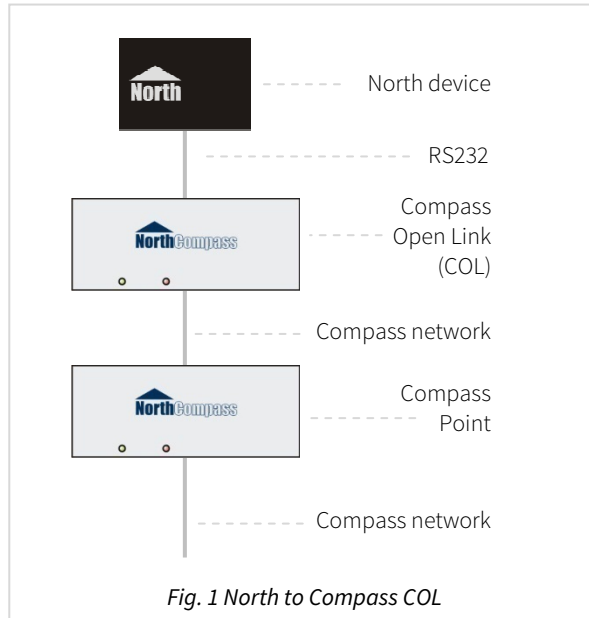 North
North device
RS232
Compass
Open Link
(COL)
NorthCompass
Compass network
Compass
Point
NorthCompass
Compass network
Fig. 1 North to Compass COL